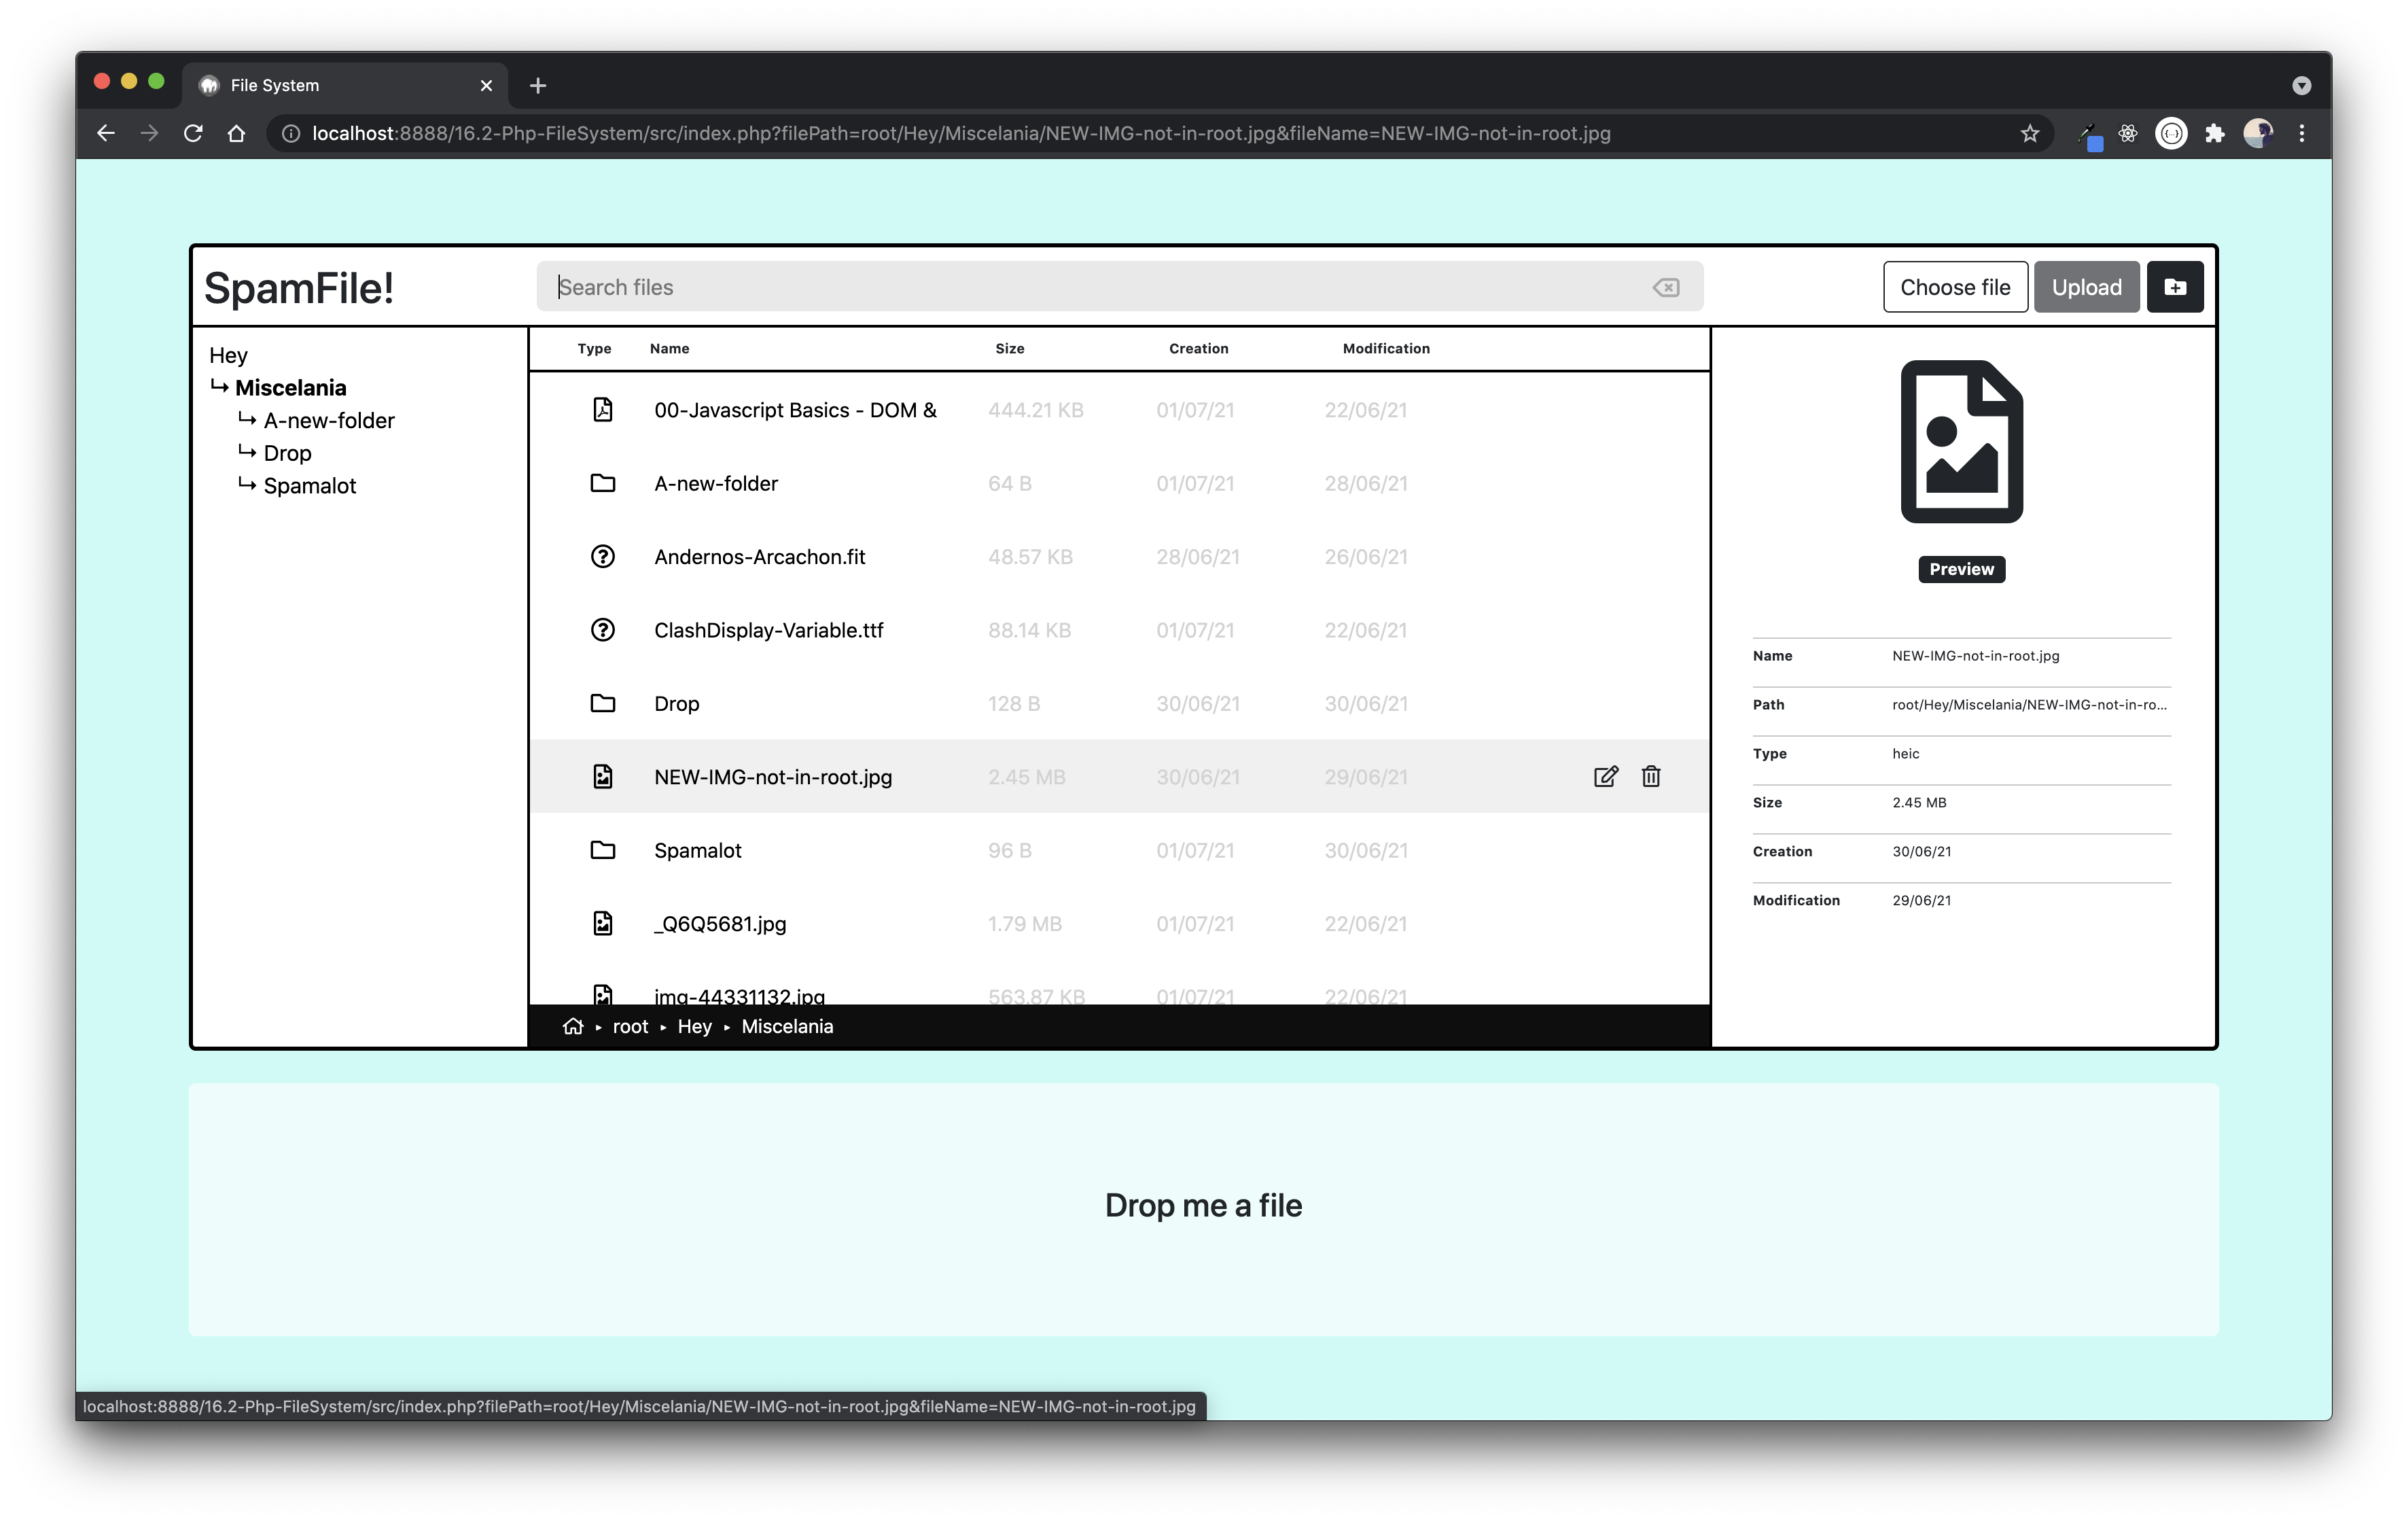 File System
localhost:8888/16.2-Php-FileSystem/src/index.php?filePath=root/Hey/Miscelania/NEW-IMG-not-in-root.jpg&fileName=NEW-IMG-not-in-root.jpg
SpamFile!
Search files
Choose file
Upload
Hey
Miscelania
A-new-folder
Drop
Spamalot
Type Name Size Creation Modification
00-Javascript Basics - DOM & 444.21 KB 01/07/21 22/06/21
A-new-folder 64 B 01/07/21 28/06/21
Andernos-Arcachon.fit 48.57 KB 28/06/21 26/06/21
ClashDisplay-Variable.ttf 88.14 KB 01/07/21 22/06/21
Drop 128 B 30/06/21 30/06/21
NEW-IMG-not-in-root.jpg 2.45 MB 30/06/21 29/06/21
Spamalot 96 B 01/07/21 30/06/21
_Q6Q5681.jpg 1.79 MB 01/07/21 22/06/21
img-44331132.jpg 563.87 KB 01/07/21 22/06/21
root Hey Miscelania
Preview
Name NEW-IMG-not-in-root.jpg
Path root/Hey/Miscelania/NEW-IMG-not-in-ro...
Type heic
Size 2.45 MB
Creation 30/06/21
Modification 29/06/21
Drop me a file
localhost:8888/16.2-Php-FileSystem/src/index.php?filePath=root/Hey/Miscelania/NEW-IMG-not-in-root.jpg&fileName=NEW-IMG-not-in-root.jpg